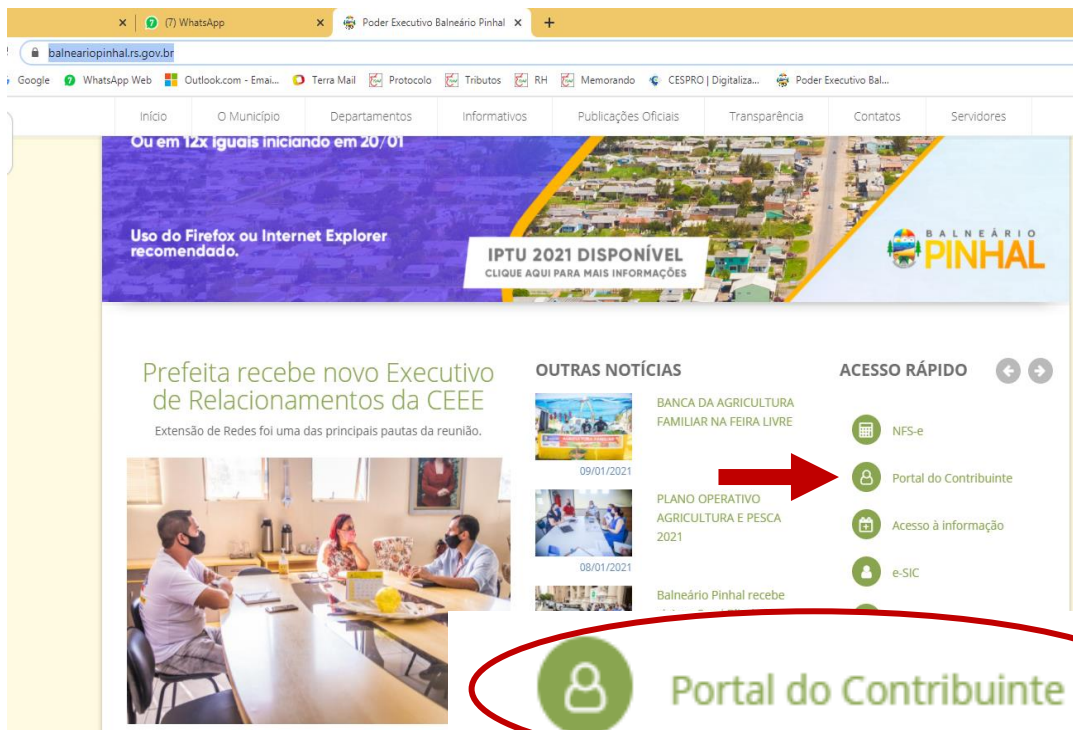 (7) WhatsApp
Poder Executivo Balneário Pinhal
balneariopinhal.rs.gov.br
Google WhatsApp Web Outlook.com - Emai... Terra Mail Protocolo Tributos RH Memorando CESPRO | Digitaliza... Poder Executivo Bal...
Início O Município Departamentos Informativos Publicações Oficiais Transparência Contatos Servidores
Ou em 12x iguais iniciando em 20/01
Uso do Firefox ou Internet Explorer
recomendado.
IPTU 2021 DISPONÍVEL
CLIQUE AQUI PARA MAIS INFORMAÇÕES
BALNEÁRIO
PINHAL
Prefeita recebe novo Executivo
de Relacionamentos da CEEE
Extensão de Redes foi uma das principais pautas da reunião.
OUTRAS NOTÍCIAS
BANCA DA AGRICULTURA
FAMILIAR NA FEIRA LIVRE
09/01/2021
PLANO OPERATIVO
AGRICULTURA E PESCA
2021
08/01/2021
Balneário Pinhal recebe
ACESSO RÁPIDO
NFS-e
Portal do Contribuinte
Acesso à informação
e-SIC
Portal do Contribuinte